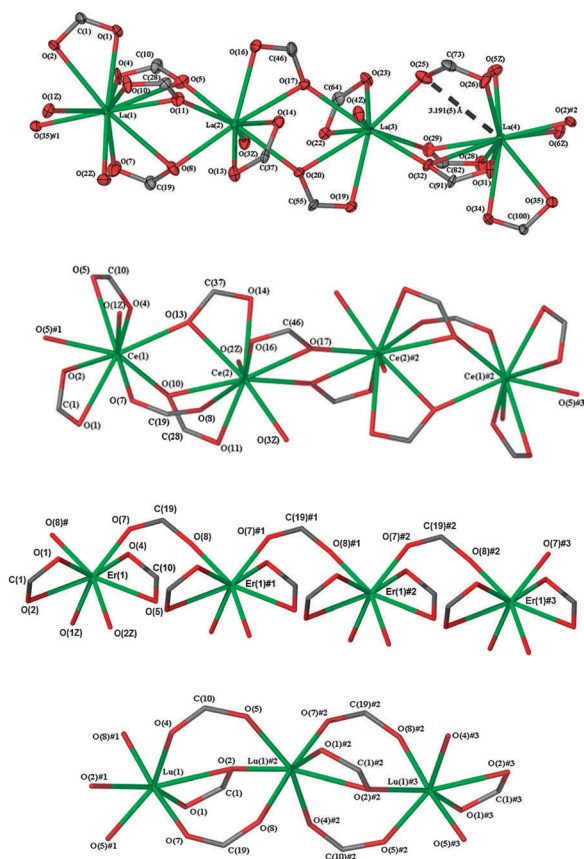 C(1) O(1) O(2)
C(10) O(4) C(28) O(5) O(10)
O(16) C(46) O(17)
C(64) O(23) O(4Z) O(22)
O(25) C(73) O(26) O(5Z)
3.191(5) Å
O(1Z) O(35)#1 La(1) O(11) La(2) O(14) La(3) O(29) La(4) O(2)#2 O(6Z)
O(7) O(2Z) C(19) O(8) O(3Z) O(13) C(37) O(20) O(32) O(28) C(82) C(91) O(31)
C(55) O(19) O(34) O(35) C(100)
O(5) C(10) O(1Z) O(4) C(37) O(14)
O(5)#1 O(13) C(46)
O(2) Ce(1) O(2Z) O(16) O(17) Ce(2)#2
C(1) O(10) Ce(2) Ce(1)#2
O(1) O(7) O(8) O(5)#3
C(19) C(28) O(11) O(3Z)
C(19) C(19)#1 C(19)#2
O(8)# O(7) O(8) O(7)#1 O(8)#1 O(7)#2 O(8)#2 O(7)#3
O(1) O(4)
C(1) Er(1) C(10) Er(1)#1 Er(1)#2 Er(1)#3
O(2) O(5)
O(1Z) O(2Z)
C(10) C(19)#2
O(4) O(5) O(7)#2 O(8)#2
O(8)#1 O(4)#3
O(2) Lu(1)#2 O(1)#2 C(1)#2 O(2)#3
O(2)#1 Lu(1) C(1) O(2)#2 Lu(1)#3 C(1)#3
O(1) O(1)#3
O(5)#1 O(7) O(8) O(4)#2 O(5)#2 O(5)#3
C(19) C(10)#2